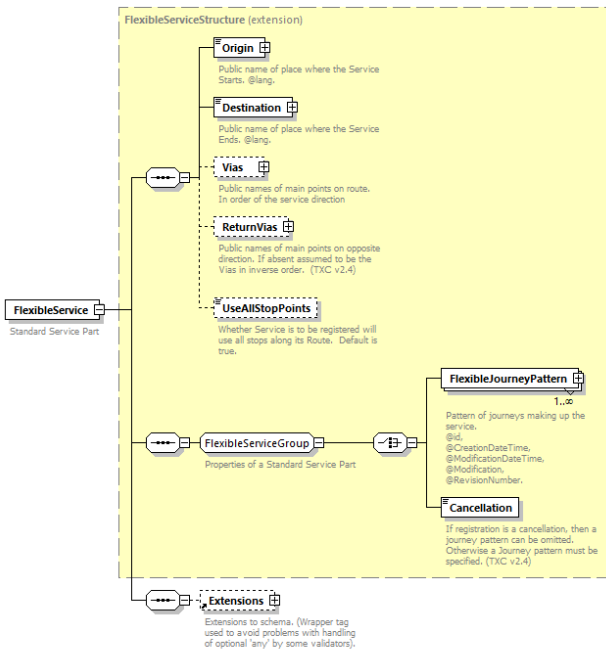 FlexibleServiceStructure (extension)
Origin
Public name of place where the Service
Starts. @lang.
Destination
Public name of place where the Service
Ends. @lang.
Vias
Public names of main points on route.
In order of the service direction
ReturnVias
Public names of main points on opposite
direction. If absent assumed to be the
Vias in inverse order. (TXC v2.4)
UseAllStopPoints
Whether Service is to be registered will
use all stops along its Route. Default is
true.
FlexibleService
Standard Service Part
FlexibleServiceGroup
Properties of a Standard Service Part
FlexibleJourneyPattern
1..∞
Pattern of journeys making up the
service.
@id,
@CreationDateTime,
@ModificationDateTime,
@Modification,
@RevisionNumber.
Cancellation
If registration is a cancellation, then a
journey pattern can be omitted.
Otherwise a Journey pattern must be
specified. (TXC v2.4)
Extensions
Extensions to schema. (Wrapper tag
used to avoid problems with handling
of optional 'any' by some validators).